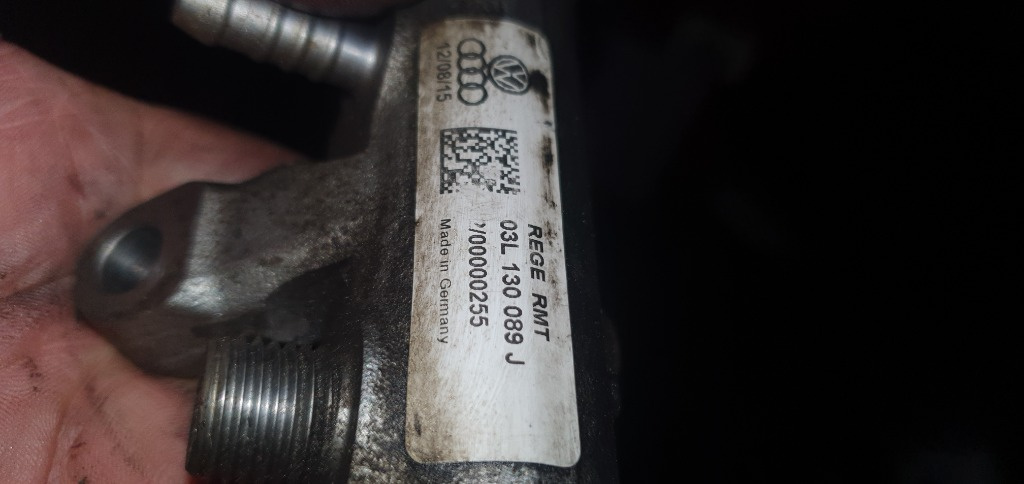 12/08/15
REGE RMT
03L 130 089 J
/00000255
Made in Germany